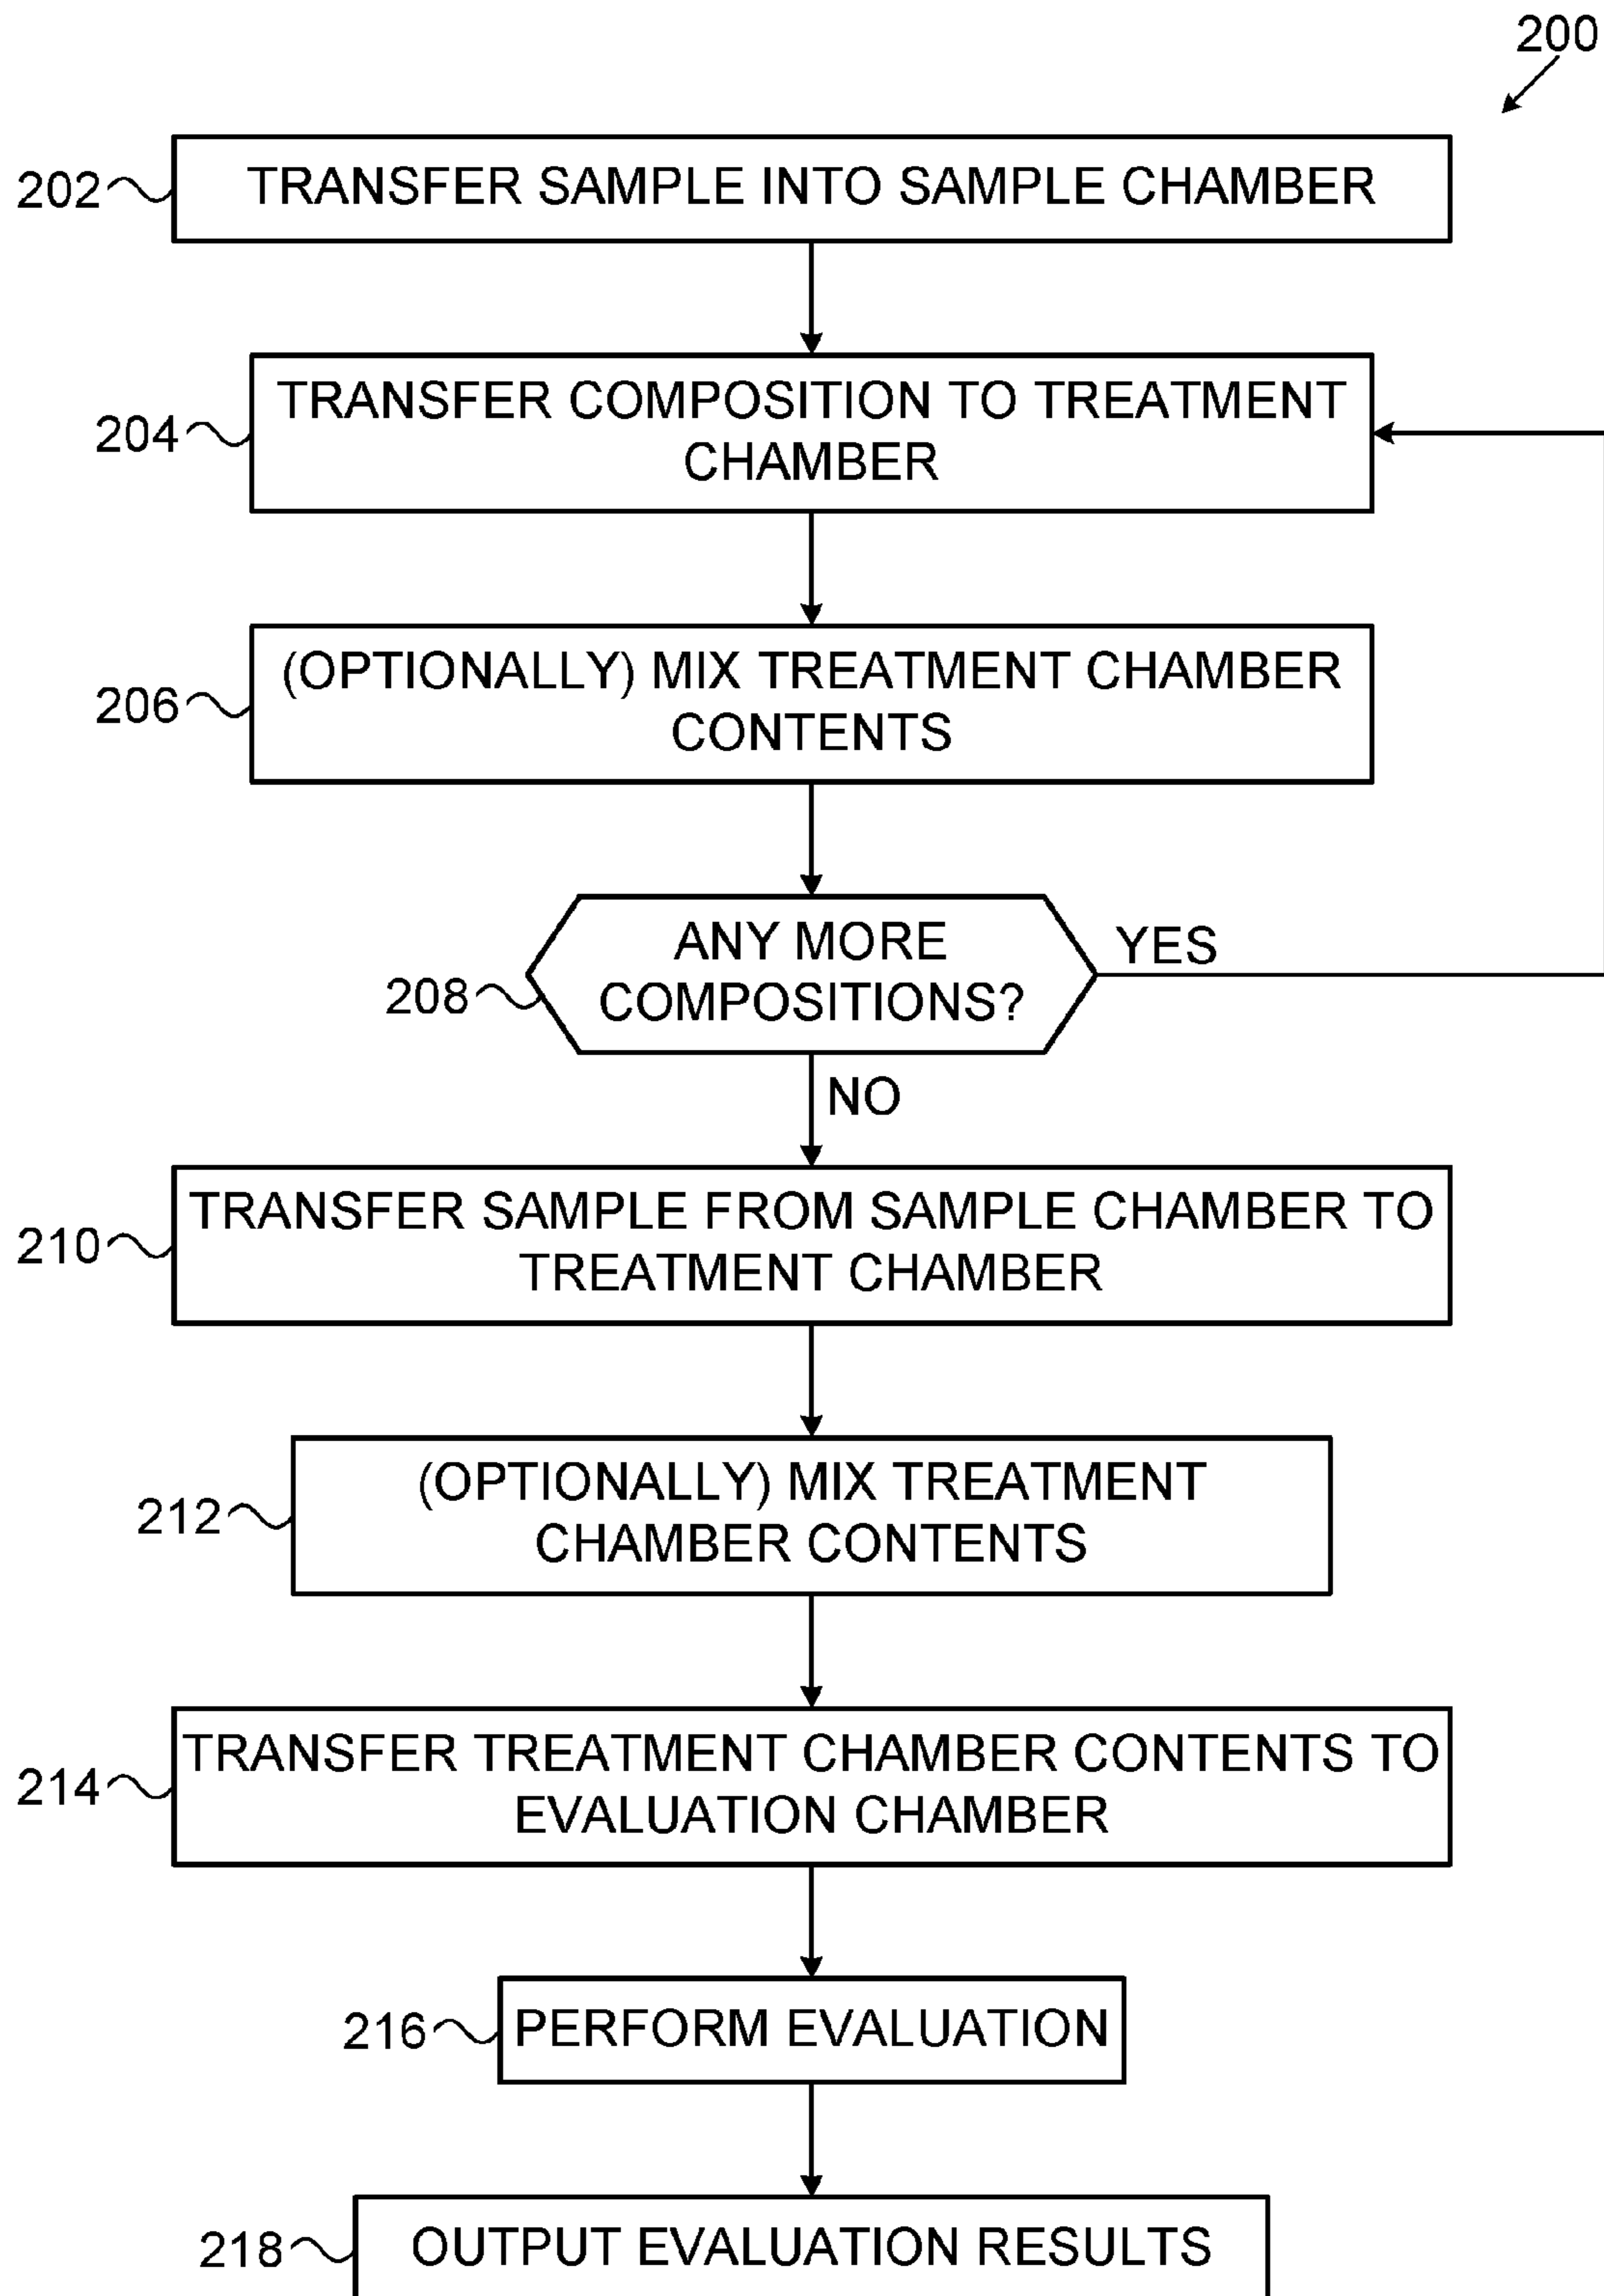 200
202
TRANSFER SAMPLE INTO SAMPLE CHAMBER
204
TRANSFER COMPOSITION TO TREATMENT
CHAMBER
206
(OPTIONALLY) MIX TREATMENT CHAMBER
CONTENTS
208
ANY MORE
COMPOSITIONS?
YES
NO
210
TRANSFER SAMPLE FROM SAMPLE CHAMBER TO
TREATMENT CHAMBER
212
(OPTIONALLY) MIX TREATMENT
CHAMBER CONTENTS
214
TRANSFER TREATMENT CHAMBER CONTENTS TO
EVALUATION CHAMBER
216
PERFORM EVALUATION
218
OUTPUT EVALUATION RESULTS